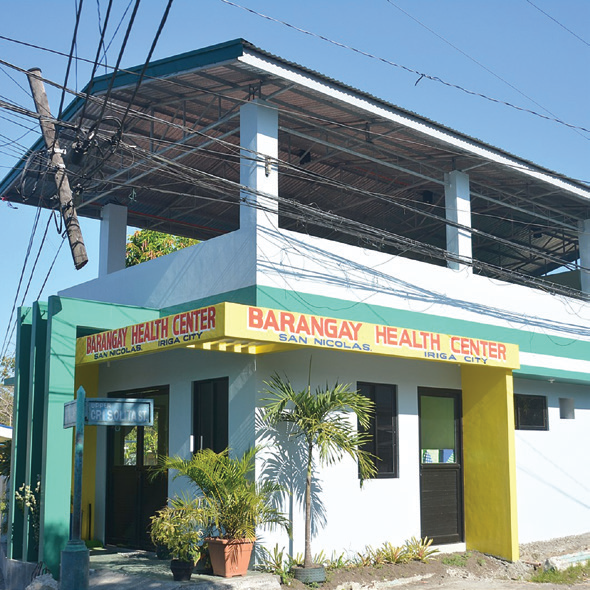 BARANGAY HEALTH CENTER
SAN NICOLAS, IRIGA CITY
BARANGAY HEALTH CENTER
SAN NICOLAS, IRIGA CITY